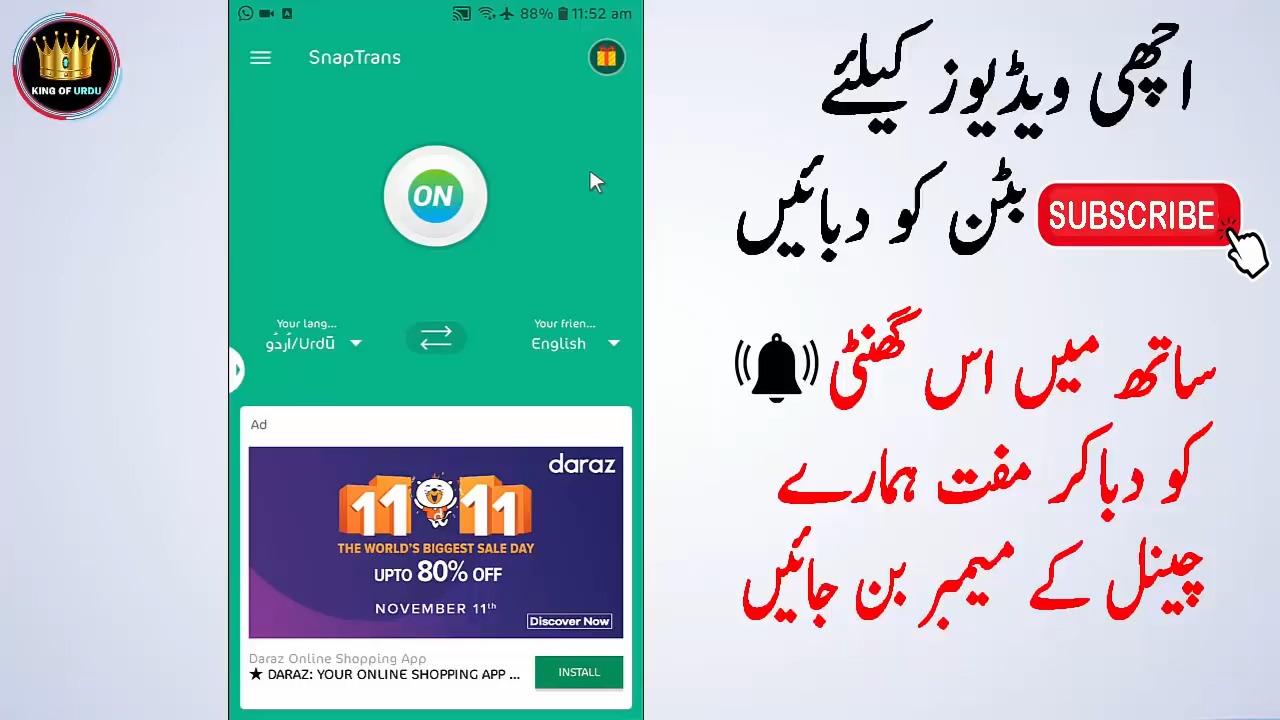 KING OF URDU
88% 11:52 am
SnapTrans
ON
Your lang...
اُردُو/Urdū
Your frien...
English
Ad
daraz
11 11
THE WORLD'S BIGGEST SALE DAY
UPTO 80% OFF
NOVEMBER 11th
Discover Now
Daraz Online Shopping App
★ DARAZ: YOUR ONLINE SHOPPING APP ...
INSTALL
اچھی ویڈیوز کیلئے
SUBSCRIBE بٹن کو دبائیں
ساتھ میں اس گھنٹی
کو دباکر مفت ہمارے
چینل کے میمبر بن جائیں